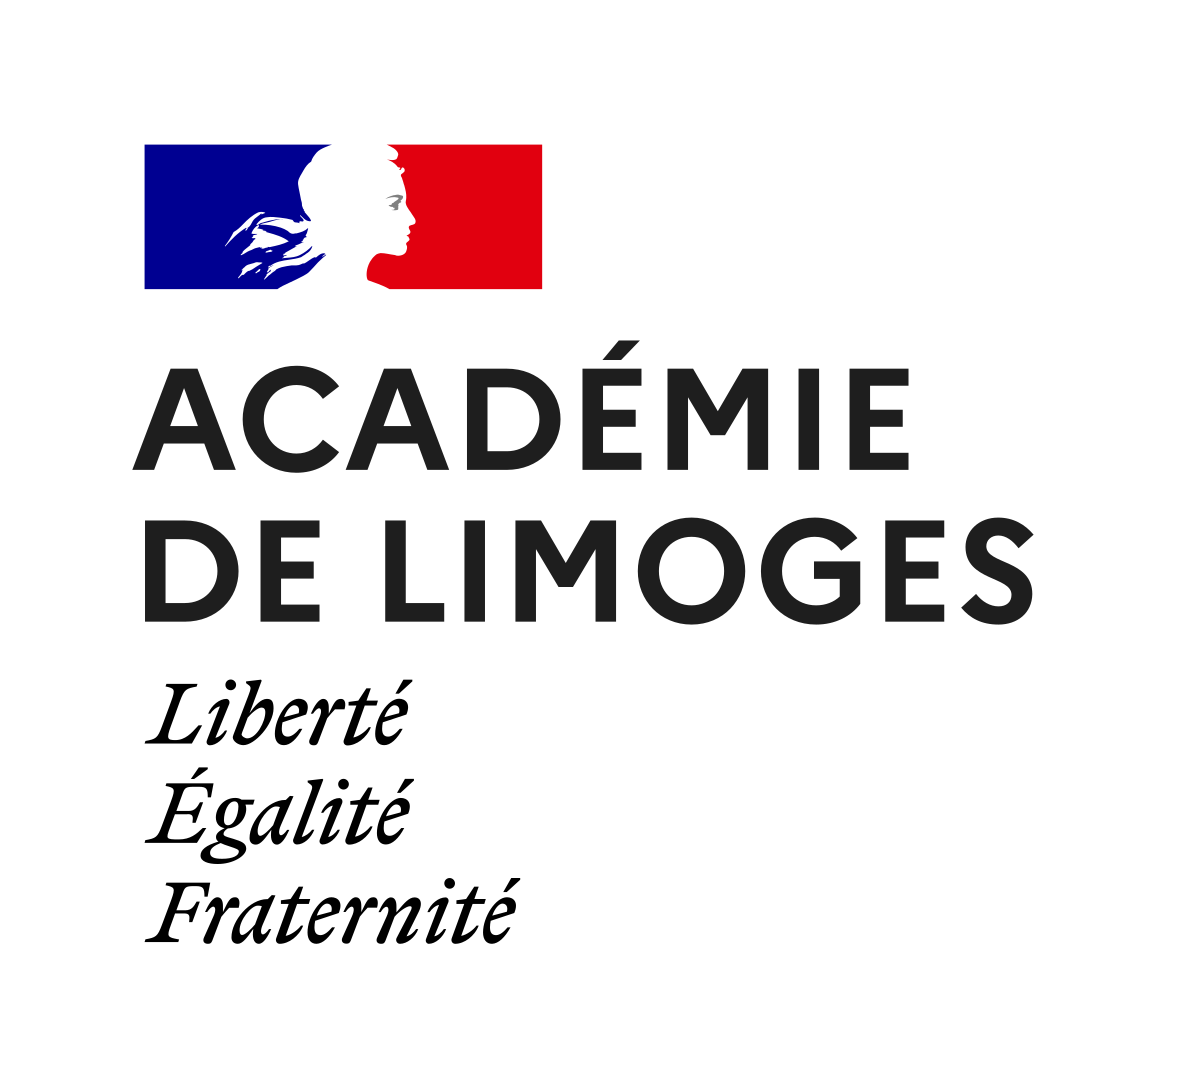 ACADÉMIE
DE LIMOGES
Liberté
Égalité
Fraternité